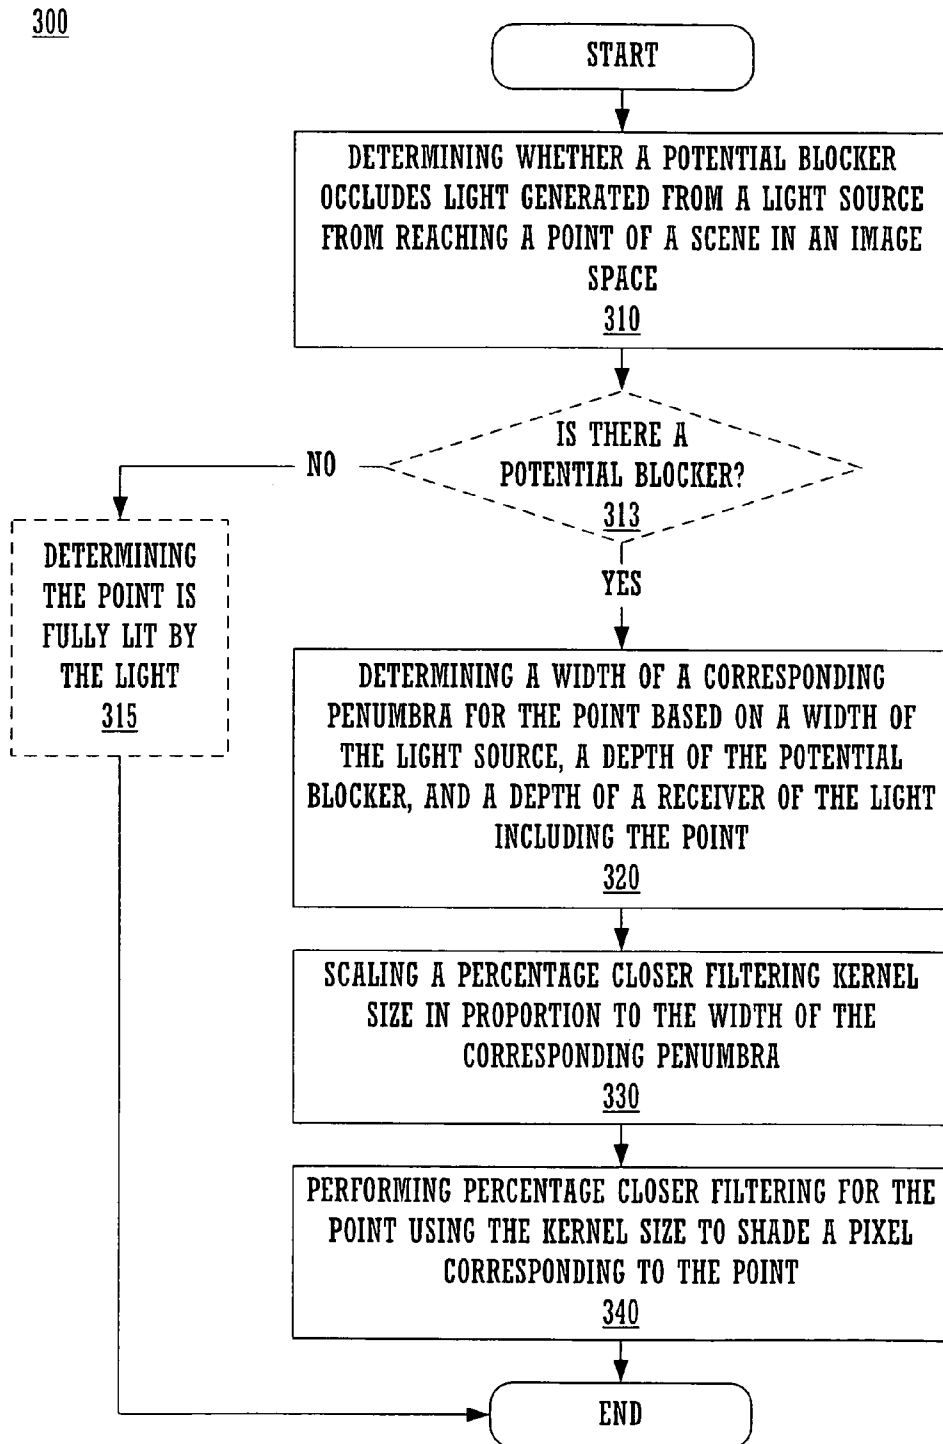 300
START
DETERMINING WHETHER A POTENTIAL BLOCKER
OCCLUDES LIGHT GENERATED FROM A LIGHT SOURCE
FROM REACHING A POINT OF A SCENE IN AN IMAGE
SPACE
310
IS THERE A
POTENTIAL BLOCKER?
313
NO
YES
DETERMINING
THE POINT IS
FULLY LIT BY
THE LIGHT
315
DETERMINING A WIDTH OF A CORRESPONDING
PENUMBRA FOR THE POINT BASED ON A WIDTH OF
THE LIGHT SOURCE, A DEPTH OF THE POTENTIAL
BLOCKER, AND A DEPTH OF A RECEIVER OF THE LIGHT
INCLUDING THE POINT
320
SCALING A PERCENTAGE CLOSER FILTERING KERNEL
SIZE IN PROPORTION TO THE WIDTH OF THE
CORRESPONDING PENUMBRA
330
PERFORMING PERCENTAGE CLOSER FILTERING FOR THE
POINT USING THE KERNEL SIZE TO SHADE A PIXEL
CORRESPONDING TO THE POINT
340
END